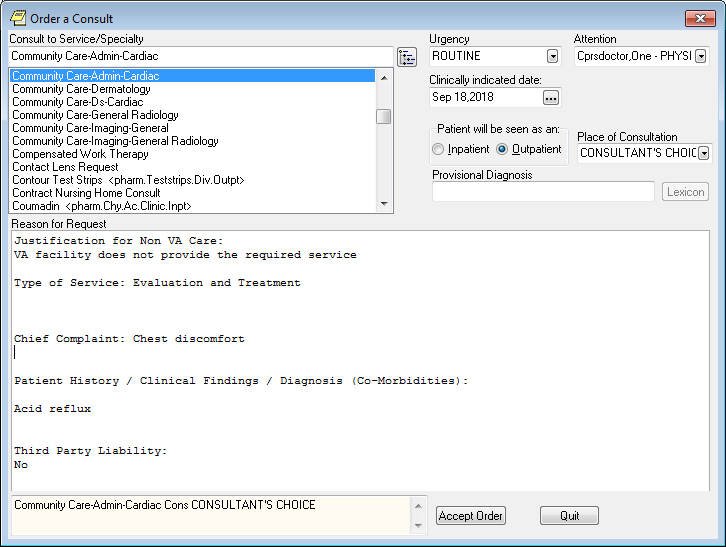 Order a Consult
Consult to Service/Specialty
Community Care-Admin-Cardiac
Community Care-Admin-Cardiac
Community Care-Dermatology
Community Care-Ds-Cardiac
Community Care-General Radiology
Community Care-Imaging-General
Community Care-Imaging-General Radiology
Compensated Work Therapy
Contact Lens Request
Contour Test Strips <pharm.Teststrips.Div.Outpt>
Contract Nursing Home Consult
Coumadin <pharm.Chy.Ac.Clinic.Inpt>
Urgency
ROUTINE
Attention
Cprsdoctor,One - PHYSI
Clinically indicated date:
Sep 18,2018
...
Patient will be seen as an:
Inpatient
Outpatient
Place of Consultation
CONSULTANT'S CHOIC
Provisional Diagnosis
Lexicon
Reason for Request
Justification for Non VA Care:
VA facility does not provide the required service
Type of Service: Evaluation and Treatment
Chief Complaint: Chest discomfort
Patient History / Clinical Findings / Diagnosis (Co-Morbidities):
Acid reflux
Third Party Liability:
No
Community Care-Admin-Cardiac Cons CONSULTANT'S CHOICE
Accept Order
Quit